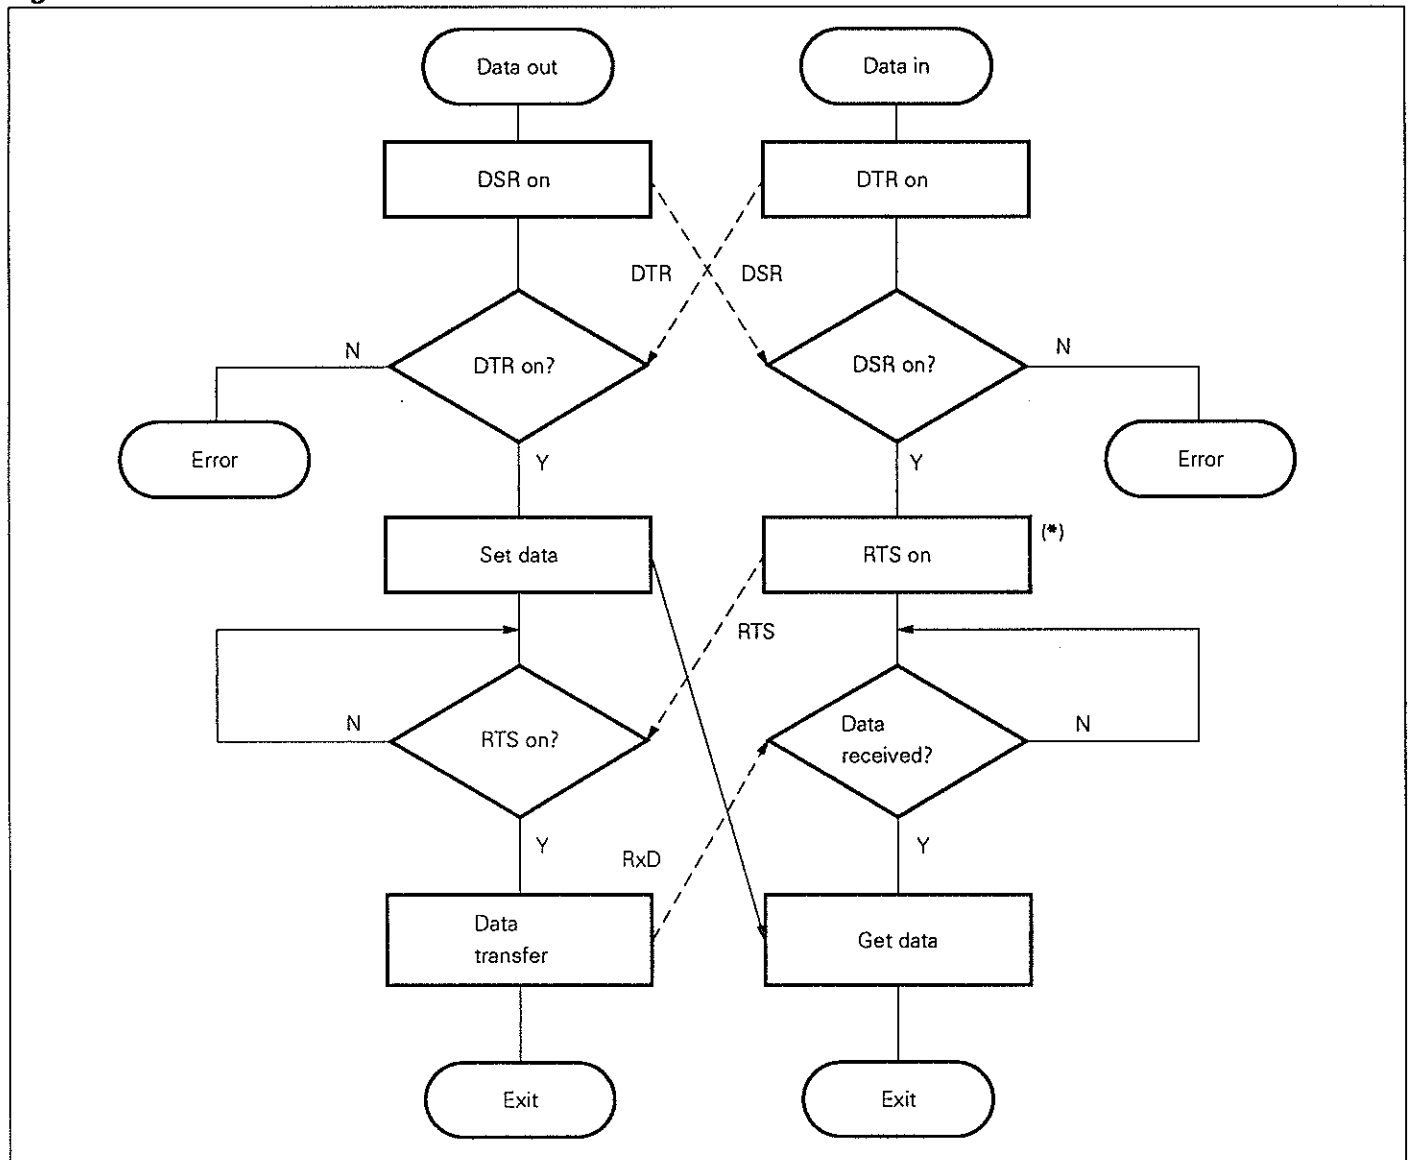 Data out
Data in
DSR on
DTR on
DTR
DSR
N
DTR on?
DSR on?
N
Error
Y
Y
Error
Set data
RTS on
(*)
RTS
N
RTS on?
Data
received?
N
Y
RxD
Y
Data
transfer
Get data
Exit
Exit